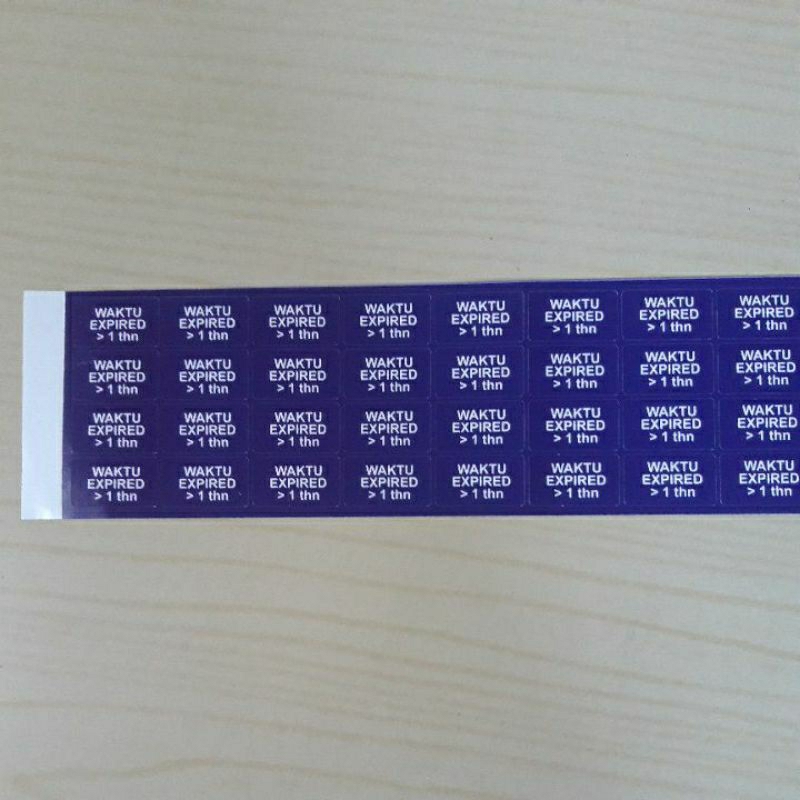 WAKTU WAKTU WAKTU WAKTU WAKTU WAKTU WAKTU WAKTU
EXPIRED EXPIRED EXPIRED EXPIRED EXPIRED EXPIRED EXPIRED EXPIRED
> 1 thn > 1 thn > 1 thn > 1 thn > 1 thn > 1 thn > 1 thn > 1 thn
WAKTU WAKTU WAKTU WAKTU WAKTU WAKTU WAKTU WAKTU
EXPIRED EXPIRED EXPIRED EXPIRED EXPIRED EXPIRED EXPIRED EXPIRED
> 1 thn > 1 thn > 1 thn > 1 thn > 1 thn > 1 thn > 1 thn > 1 thn
WAKTU WAKTU WAKTU WAKTU WAKTU WAKTU WAKTU WAKTU
EXPIRED EXPIRED EXPIRED EXPIRED EXPIRED EXPIRED EXPIRED EXPIRED
> 1 thn > 1 thn > 1 thn > 1 thn > 1 thn > 1 thn > 1 thn > 1 thn
WAKTU WAKTU WAKTU WAKTU WAKTU WAKTU WAKTU WAKTU
EXPIRED EXPIRED EXPIRED EXPIRED EXPIRED EXPIRED EXPIRED EXPIRED
> 1 thn > 1 thn > 1 thn > 1 thn > 1 thn > 1 thn > 1 thn > 1 thn